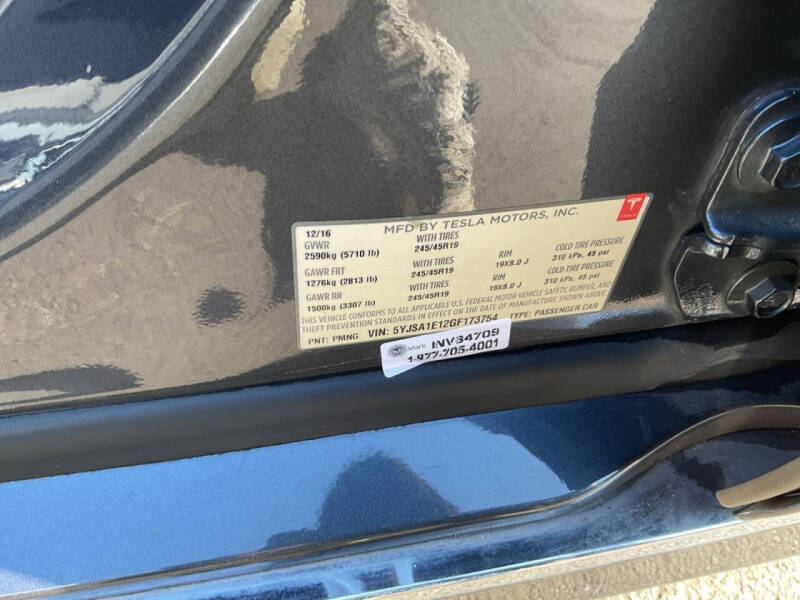 MFD BY TESLA MOTORS, INC.
TESLA
12/16
GVWR WITH TIRES RIM COLD TIRE PRESSURE
2590kg (5710 lb) 245/45R19 19X8.0 J 310 kPa, 45 psi
GAWR FRT WITH TIRES RIM COLD TIRE PRESSURE
1276kg (2813 lb) 245/45R19 19X8.0 J 310 kPa, 45 psi
GAWR RR WITH TIRES
1500kg (3307 lb) 245/45R19
THIS VEHICLE CONFORMS TO ALL APPLICABLE U.S. FEDERAL MOTOR VEHICLE SAFETY, BUMPER, AND
THEFT PREVENTION STANDARDS IN EFFECT ON THE DATE OF MANUFACTURE SHOWN ABOVE.
PNT: PMNG VIN: 5YJSA1E12GF173754 TYPE: PASSENGER CAR
Mark INV84709
1-877-705-4001